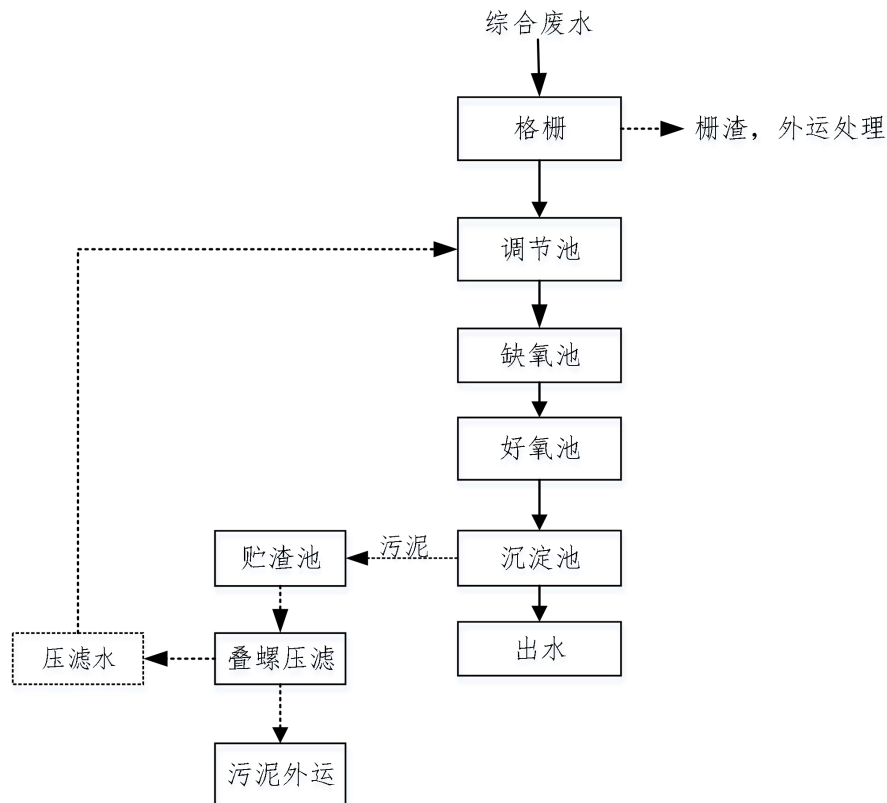 综合废水
格栅
栅渣，外运处理
调节池
缺氧池
好氧池
贮渣池
污泥
沉淀池
压滤水
叠螺压滤
出水
污泥外运